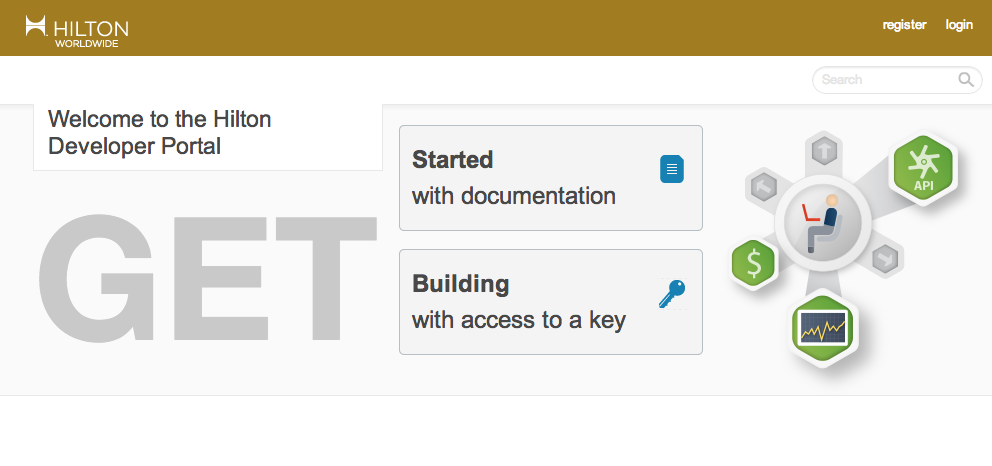 HILTON
WORLDWIDE
register login
Search
Welcome to the Hilton
Developer Portal
GET
Started
with documentation
Building
with access to a key
API
$